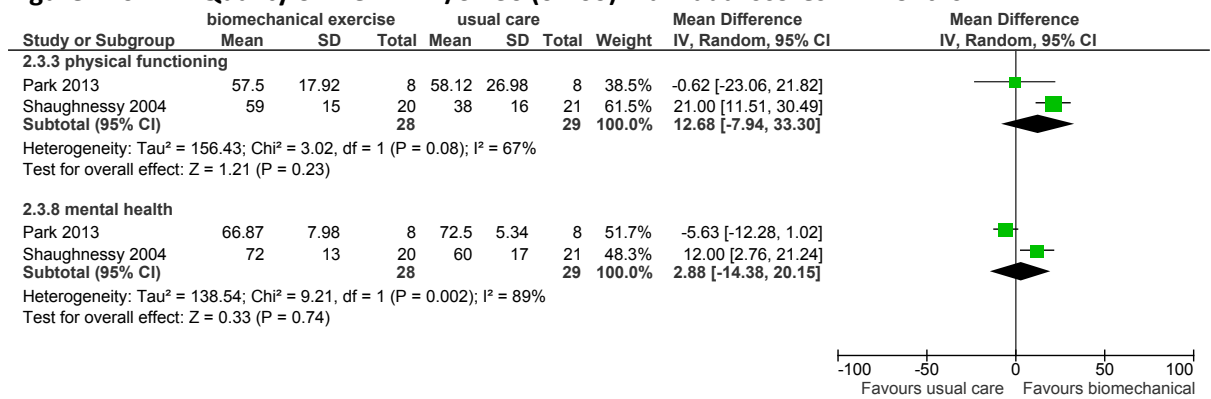 biomechanical exercise usual care Mean Difference Mean Difference
Study or Subgroup Mean SD Total Mean SD Total Weight IV, Random, 95% CI IV, Random, 95% CI
2.3.3 physical functioning
Park 2013 57.5 17.92 8 58.12 26.98 8 38.5% -0.62 [-23.06, 21.82]
Shaughnessy 2004 59 15 20 38 16 21 61.5% 21.00 [11.51, 30.49]
Subtotal (95% CI) 28 29 100.0% 12.68 [-7.94, 33.30]
Heterogeneity: Tau² = 156.43; Chi² = 3.02, df = 1 (P = 0.08); I² = 67%
Test for overall effect: Z = 1.21 (P = 0.23)
2.3.8 mental health
Park 2013 66.87 7.98 8 72.5 5.34 8 51.7% -5.63 [-12.28, 1.02]
Shaughnessy 2004 72 13 20 60 17 21 48.3% 12.00 [2.76, 21.24]
Subtotal (95% CI) 28 29 100.0% 2.88 [-14.38, 20.15]
Heterogeneity: Tau² = 138.54; Chi² = 9.21, df = 1 (P = 0.002); I² = 89%
Test for overall effect: Z = 0.33 (P = 0.74)
-100 -50 0 50 100
Favours usual care Favours biomechanical